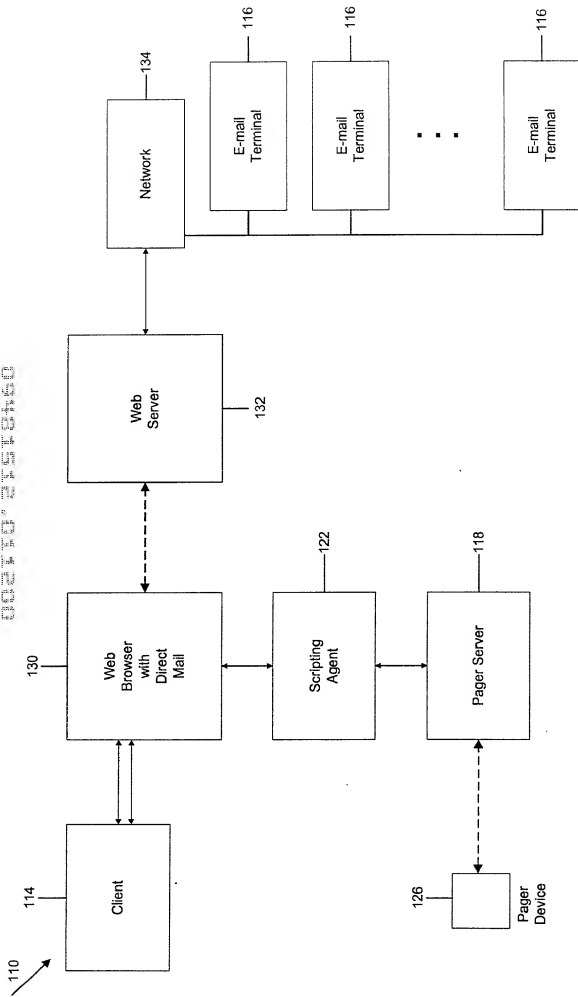 110
114
Client
130
Web
Browser
with
Direct
Mail
Web
Server
132
Network
134
E-mail
Terminal
116
E-mail
Terminal
116
E-mail
Terminal
116
Scripting
Agent
122
Pager Server
118
126
Pager
Device